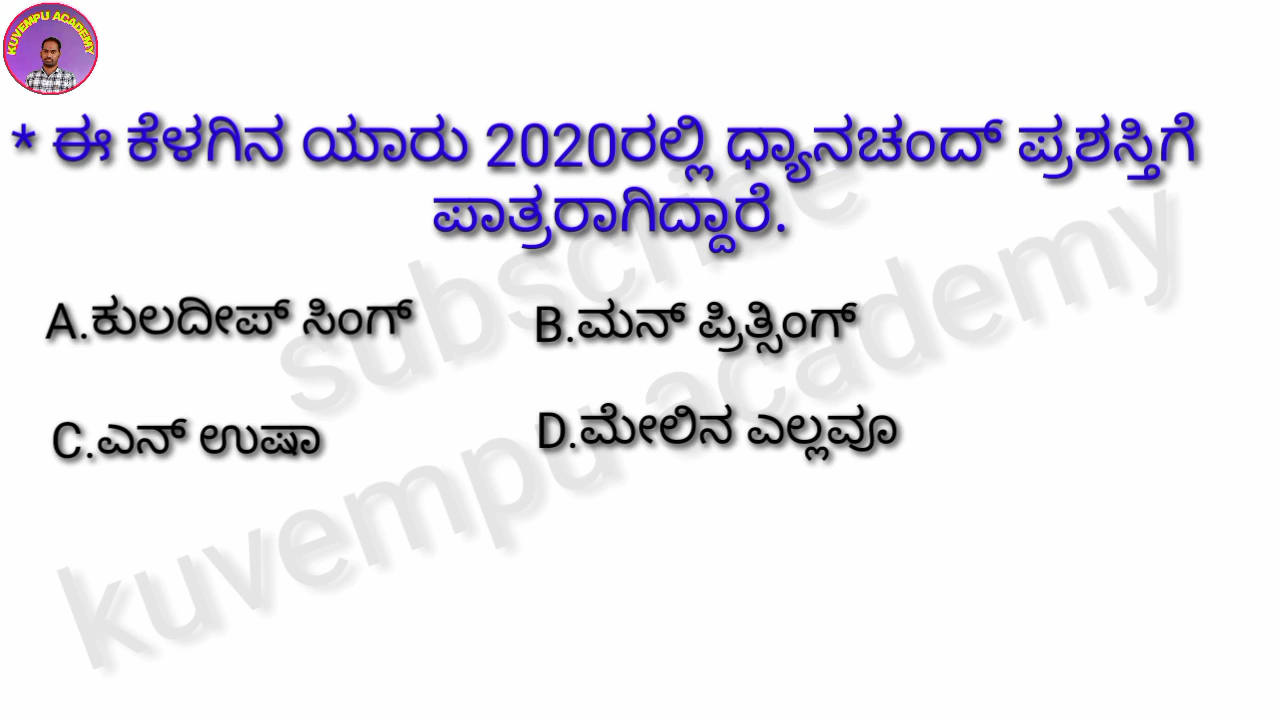 KUVEMPU ACADEMY
* ಈ ಕೆಳಗಿನ ಯಾರು 2020ರಲ್ಲಿ ಧ್ಯಾನಚಂದ್ ಪ್ರಶಸ್ತಿಗೆ
ಪಾತ್ರರಾಗಿದ್ದಾರೆ.
A.ಕುಲದೀಪ್ ಸಿಂಗ್ B.ಮನ್ ಪ್ರಿತ್ಸಿಂಗ್
C.ಎನ್ ಉಷಾ D.ಮೇಲಿನ ಎಲ್ಲವೂ
subscribe
kuvempu academy